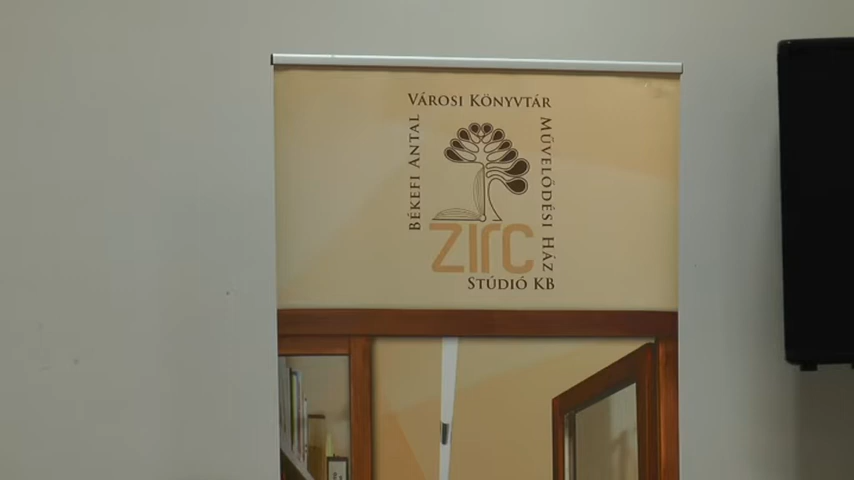 BÉKEFI ANTAL
VÁROSI KÖNYVTÁR
MŰVELŐDÉSI HÁZ
STÚDIÓ KB
ZIRC